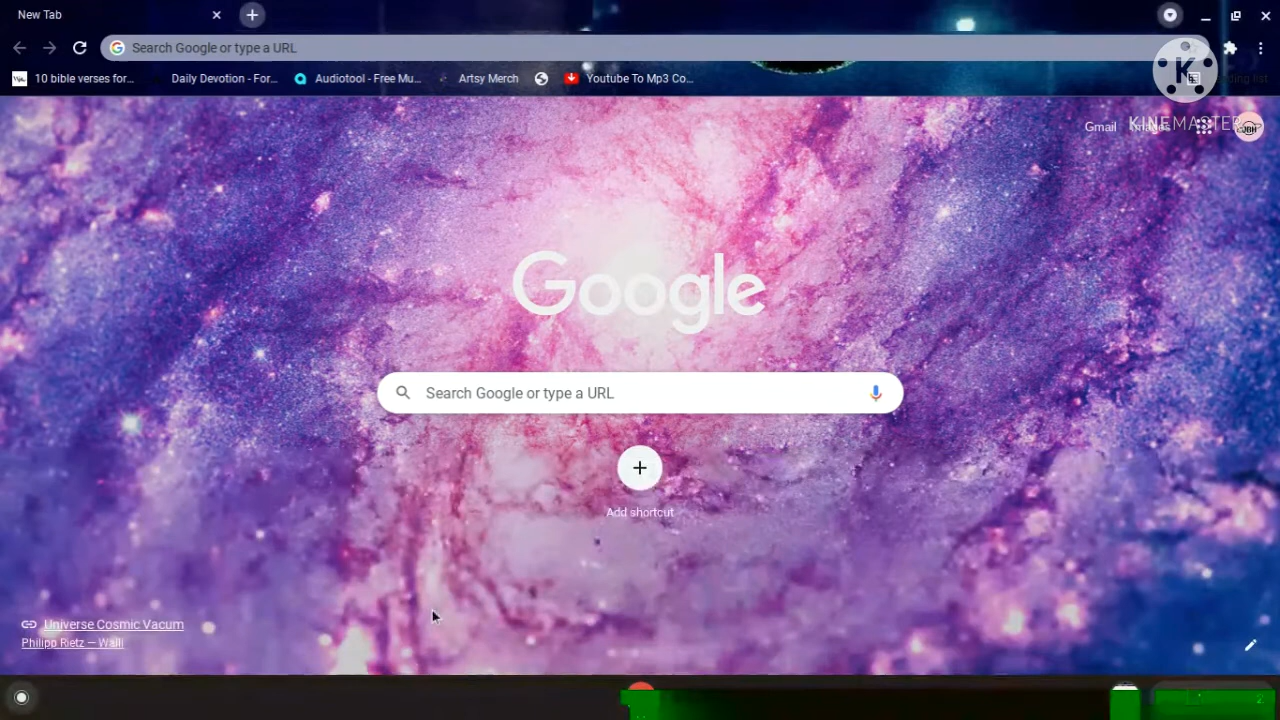 New Tab
Search Google or type a URL
10 bible verses for...
Daily Devotion - For...
Audiotool - Free Mu...
Artsy Merch
Youtube To Mp3 Co...
Gmail
KINEMASTER
JBH
Google
Search Google or type a URL
Add shortcut
Universe Cosmic Vacum
Philipp Rietz — Walli